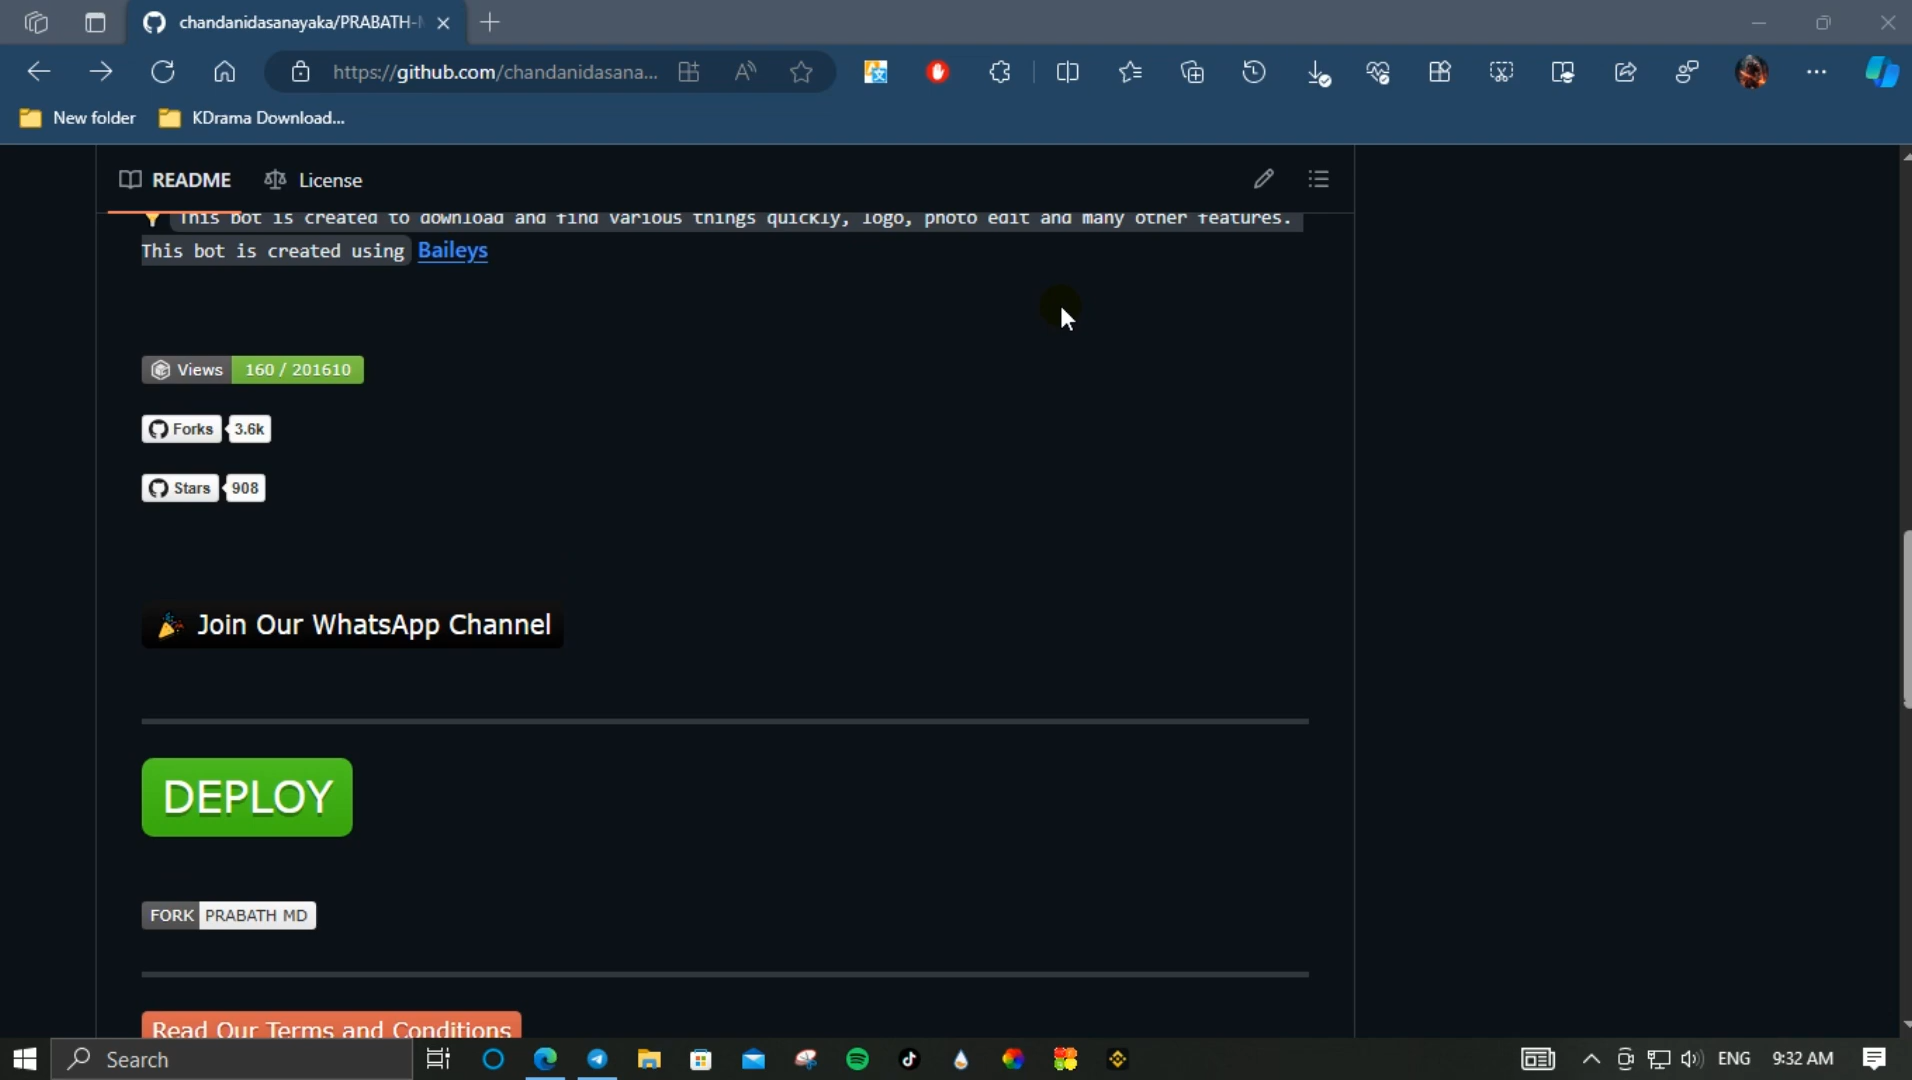 chandanidasanayaka/PRABATH-
https://github.com/chandanidasana...
New folder
KDrama Download...
README
License
This bot is created to download and find various things quickly, logo, photo edit and many other features.
This bot is created using Baileys
Views 160 / 201610
Forks 3.6k
Stars 908
Join Our WhatsApp Channel
DEPLOY
FORK PRABATH MD
Read Our Terms and Conditions
Search
ENG
9:32 AM